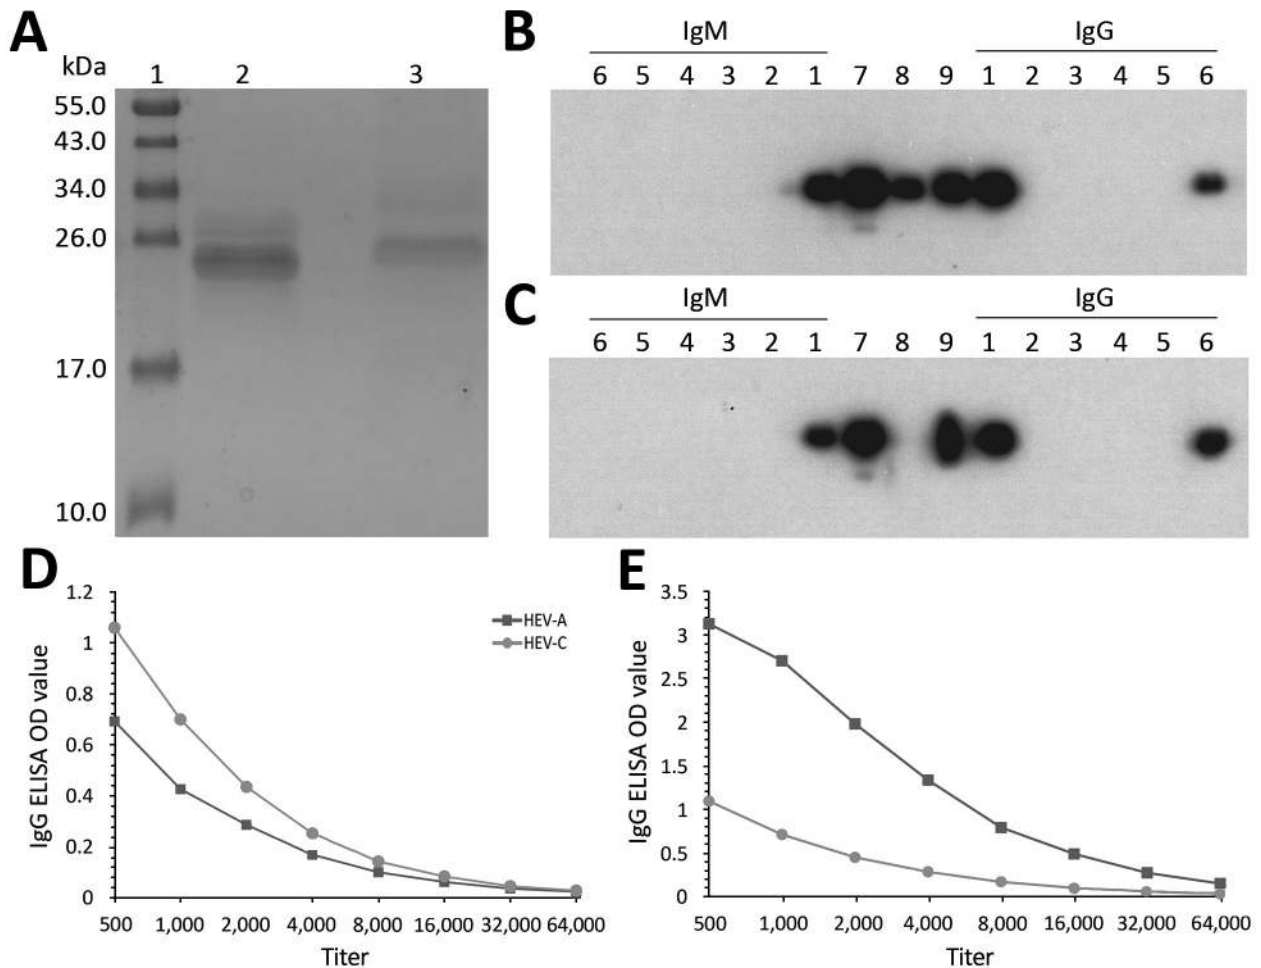 A
kDa
1 2 3
55.0
43.0
34.0
26.0
17.0
10.0
B
IgM IgG
6 5 4 3 2 1 7 8 9 1 2 3 4 5 6
C
IgM IgG
6 5 4 3 2 1 7 8 9 1 2 3 4 5 6
D
IgG ELISA OD value
1.2
1
0.8
0.6
0.4
0.2
0
500 1,000 2,000 4,000 8,000 16,000 32,000 64,000
Titer
HEV-A
HEV-C
E
IgG ELISA OD value
3.5
3
2.5
2
1.5
1
0.5
0
500 1,000 2,000 4,000 8,000 16,000 32,000 64,000
Titer